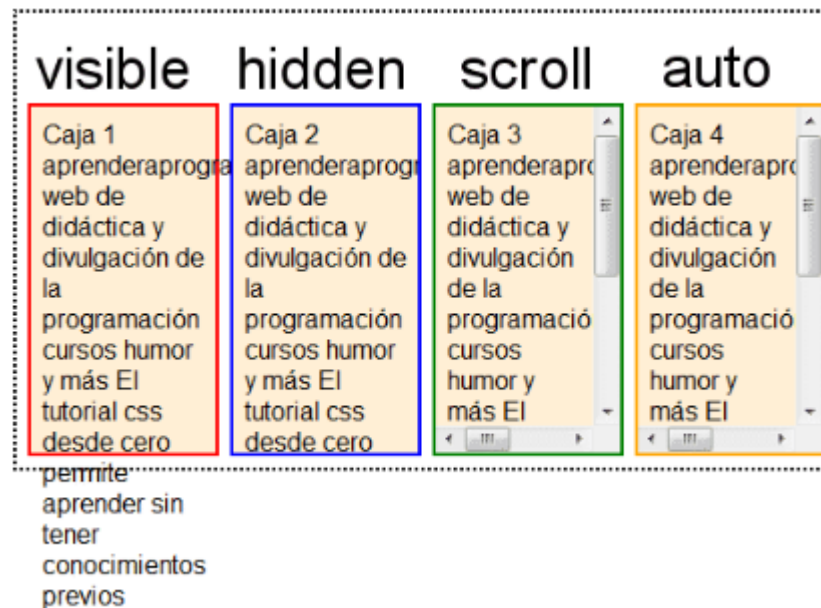 visible hidden scroll auto
Caja 1
aprenderaprogra
web de
didáctica y
divulgación de
la
programación
cursos humor
y más El
tutorial css
desde cero
permite
aprender sin
tener
conocimientos
previos
Caja 2
aprenderaprogr
web de
didáctica y
divulgación de
la
programación
cursos humor
y más El
tutorial css
desde cero
Caja 3
aprenderapro
web de
didáctica y
divulgación
de la
programació
cursos
humor y
más El
Caja 4
aprenderapro
web de
didáctica y
divulgación
de la
programació
cursos
humor y
más El